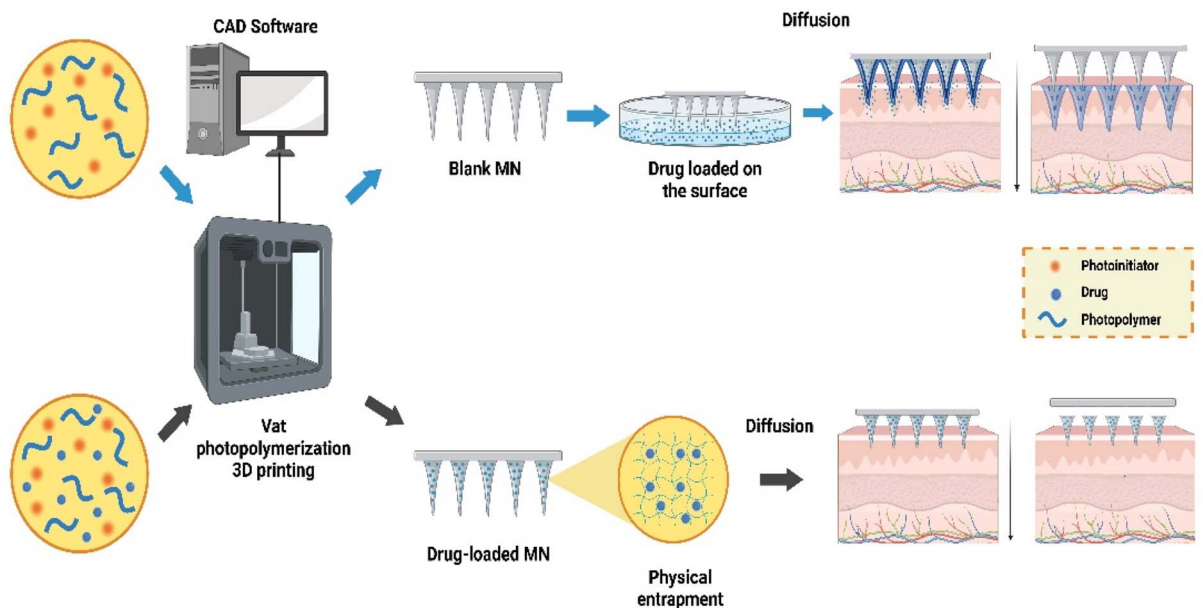 CAD Software
Diffusion
Blank MN
Drug loaded on
the surface
Photoinitiator
Drug
Photopolymer
Vat
photopolymerization
3D printing
Diffusion
Drug-loaded MN
Physical
entrapment